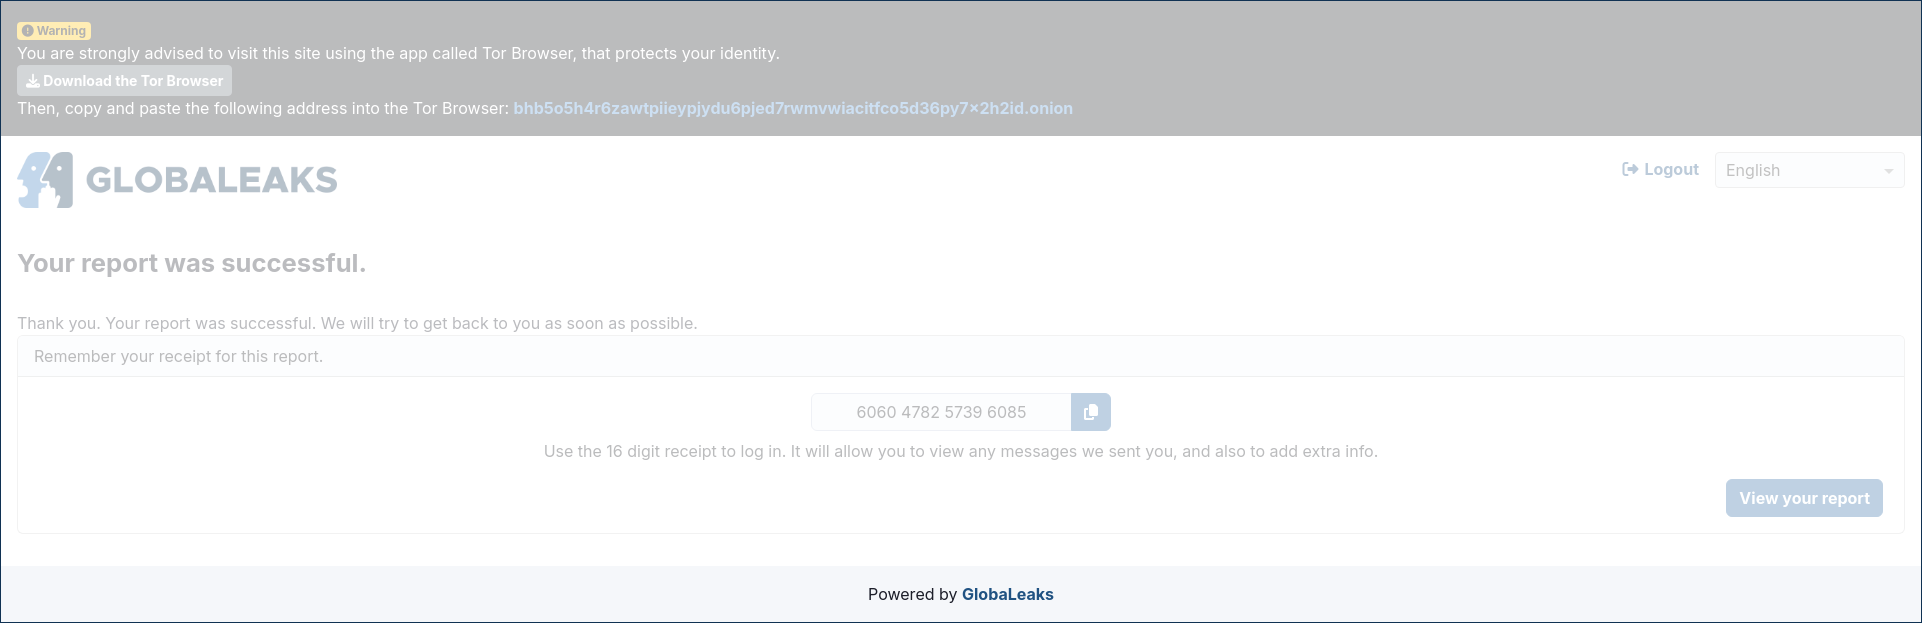 Warning
You are strongly advised to visit this site using the app called Tor Browser, that protects your identity.
Download the Tor Browser
Then, copy and paste the following address into the Tor Browser: bhb5o5h4r6zawtpiieypjydu6pjed7rwmvwiacitfco5d36py7x2h2id.onion
GLOBALEAKS
Logout
English
Your report was successful.
Thank you. Your report was successful. We will try to get back to you as soon as possible.
Remember your receipt for this report.
6060 4782 5739 6085
Use the 16 digit receipt to log in. It will allow you to view any messages we sent you, and also to add extra info.
View your report
Powered by GlobaLeaks